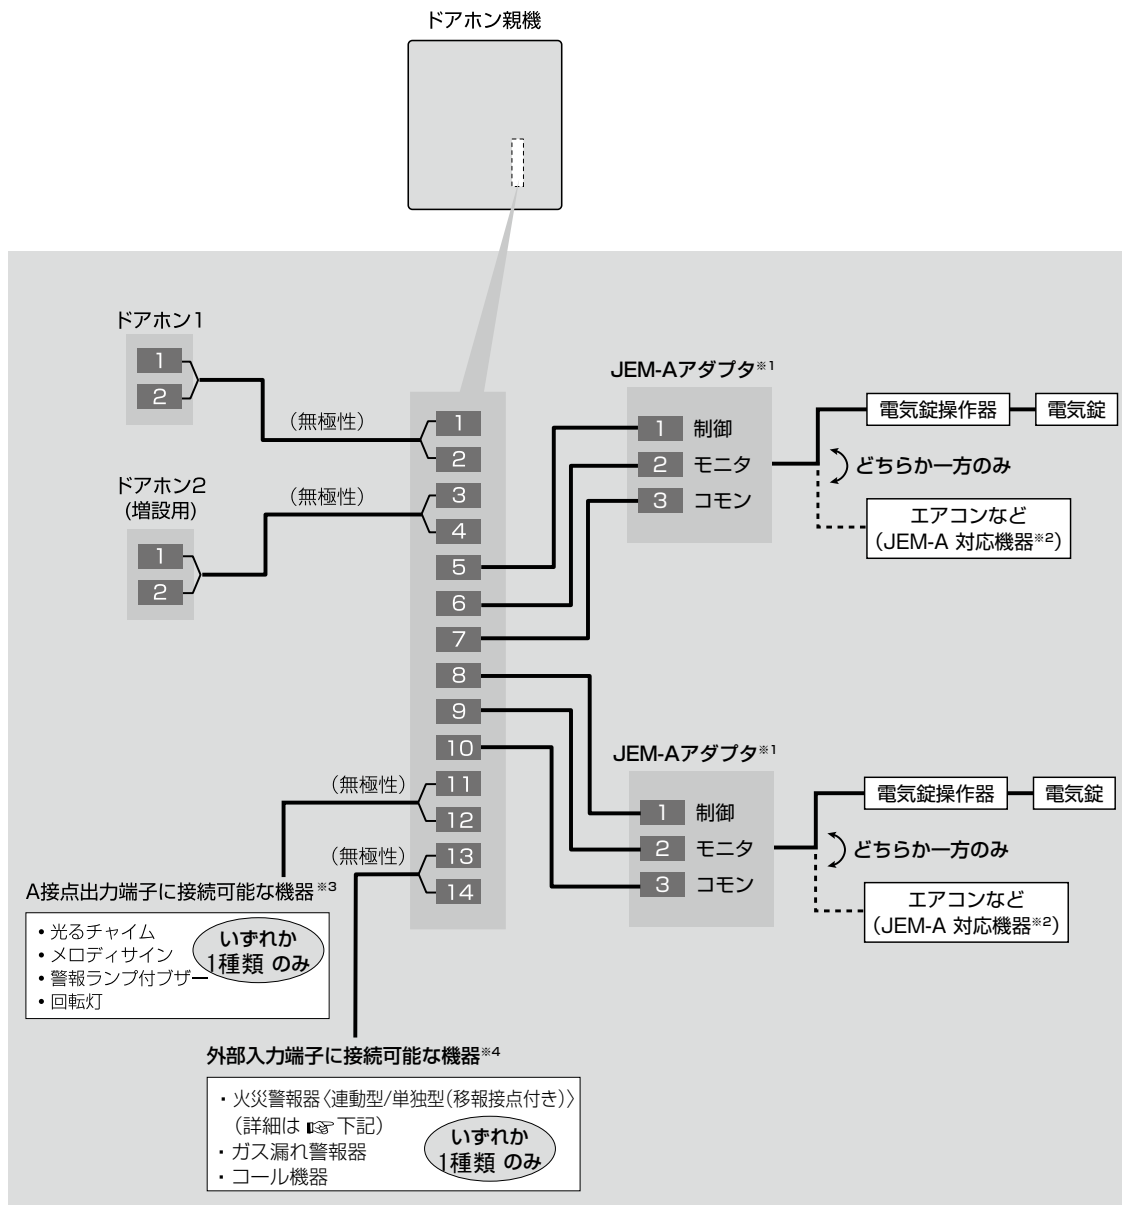 ドアホン親機
ドアホン1
1
2
(無極性)
ドアホン2
(増設用)
1
2
(無極性)
1
2
3
4
5
6
7
8
9
10
11
12
13
14
JEM-Aアダプタ※1
1 制御
2 モニタ
3 コモン
電気錠操作器
電気錠
どちらか一方のみ
エアコンなど
(JEM-A 対応機器※2)
JEM-Aアダプタ※1
1 制御
2 モニタ
3 コモン
電気錠操作器
電気錠
どちらか一方のみ
エアコンなど
(JEM-A 対応機器※2)
(無極性)
(無極性)
A接点出力端子に接続可能な機器※3
• 光るチャイム
• メロディサイン
• 警報ランプ付ブザー
• 回転灯
いずれか
1種類 のみ
外部入力端子に接続可能な機器※4
・火災警報器〈連動型/単独型(移報接点付き)〉
(詳細は ☞ 下記)
・ガス漏れ警報器
・コール機器
いずれか
1種類 のみ